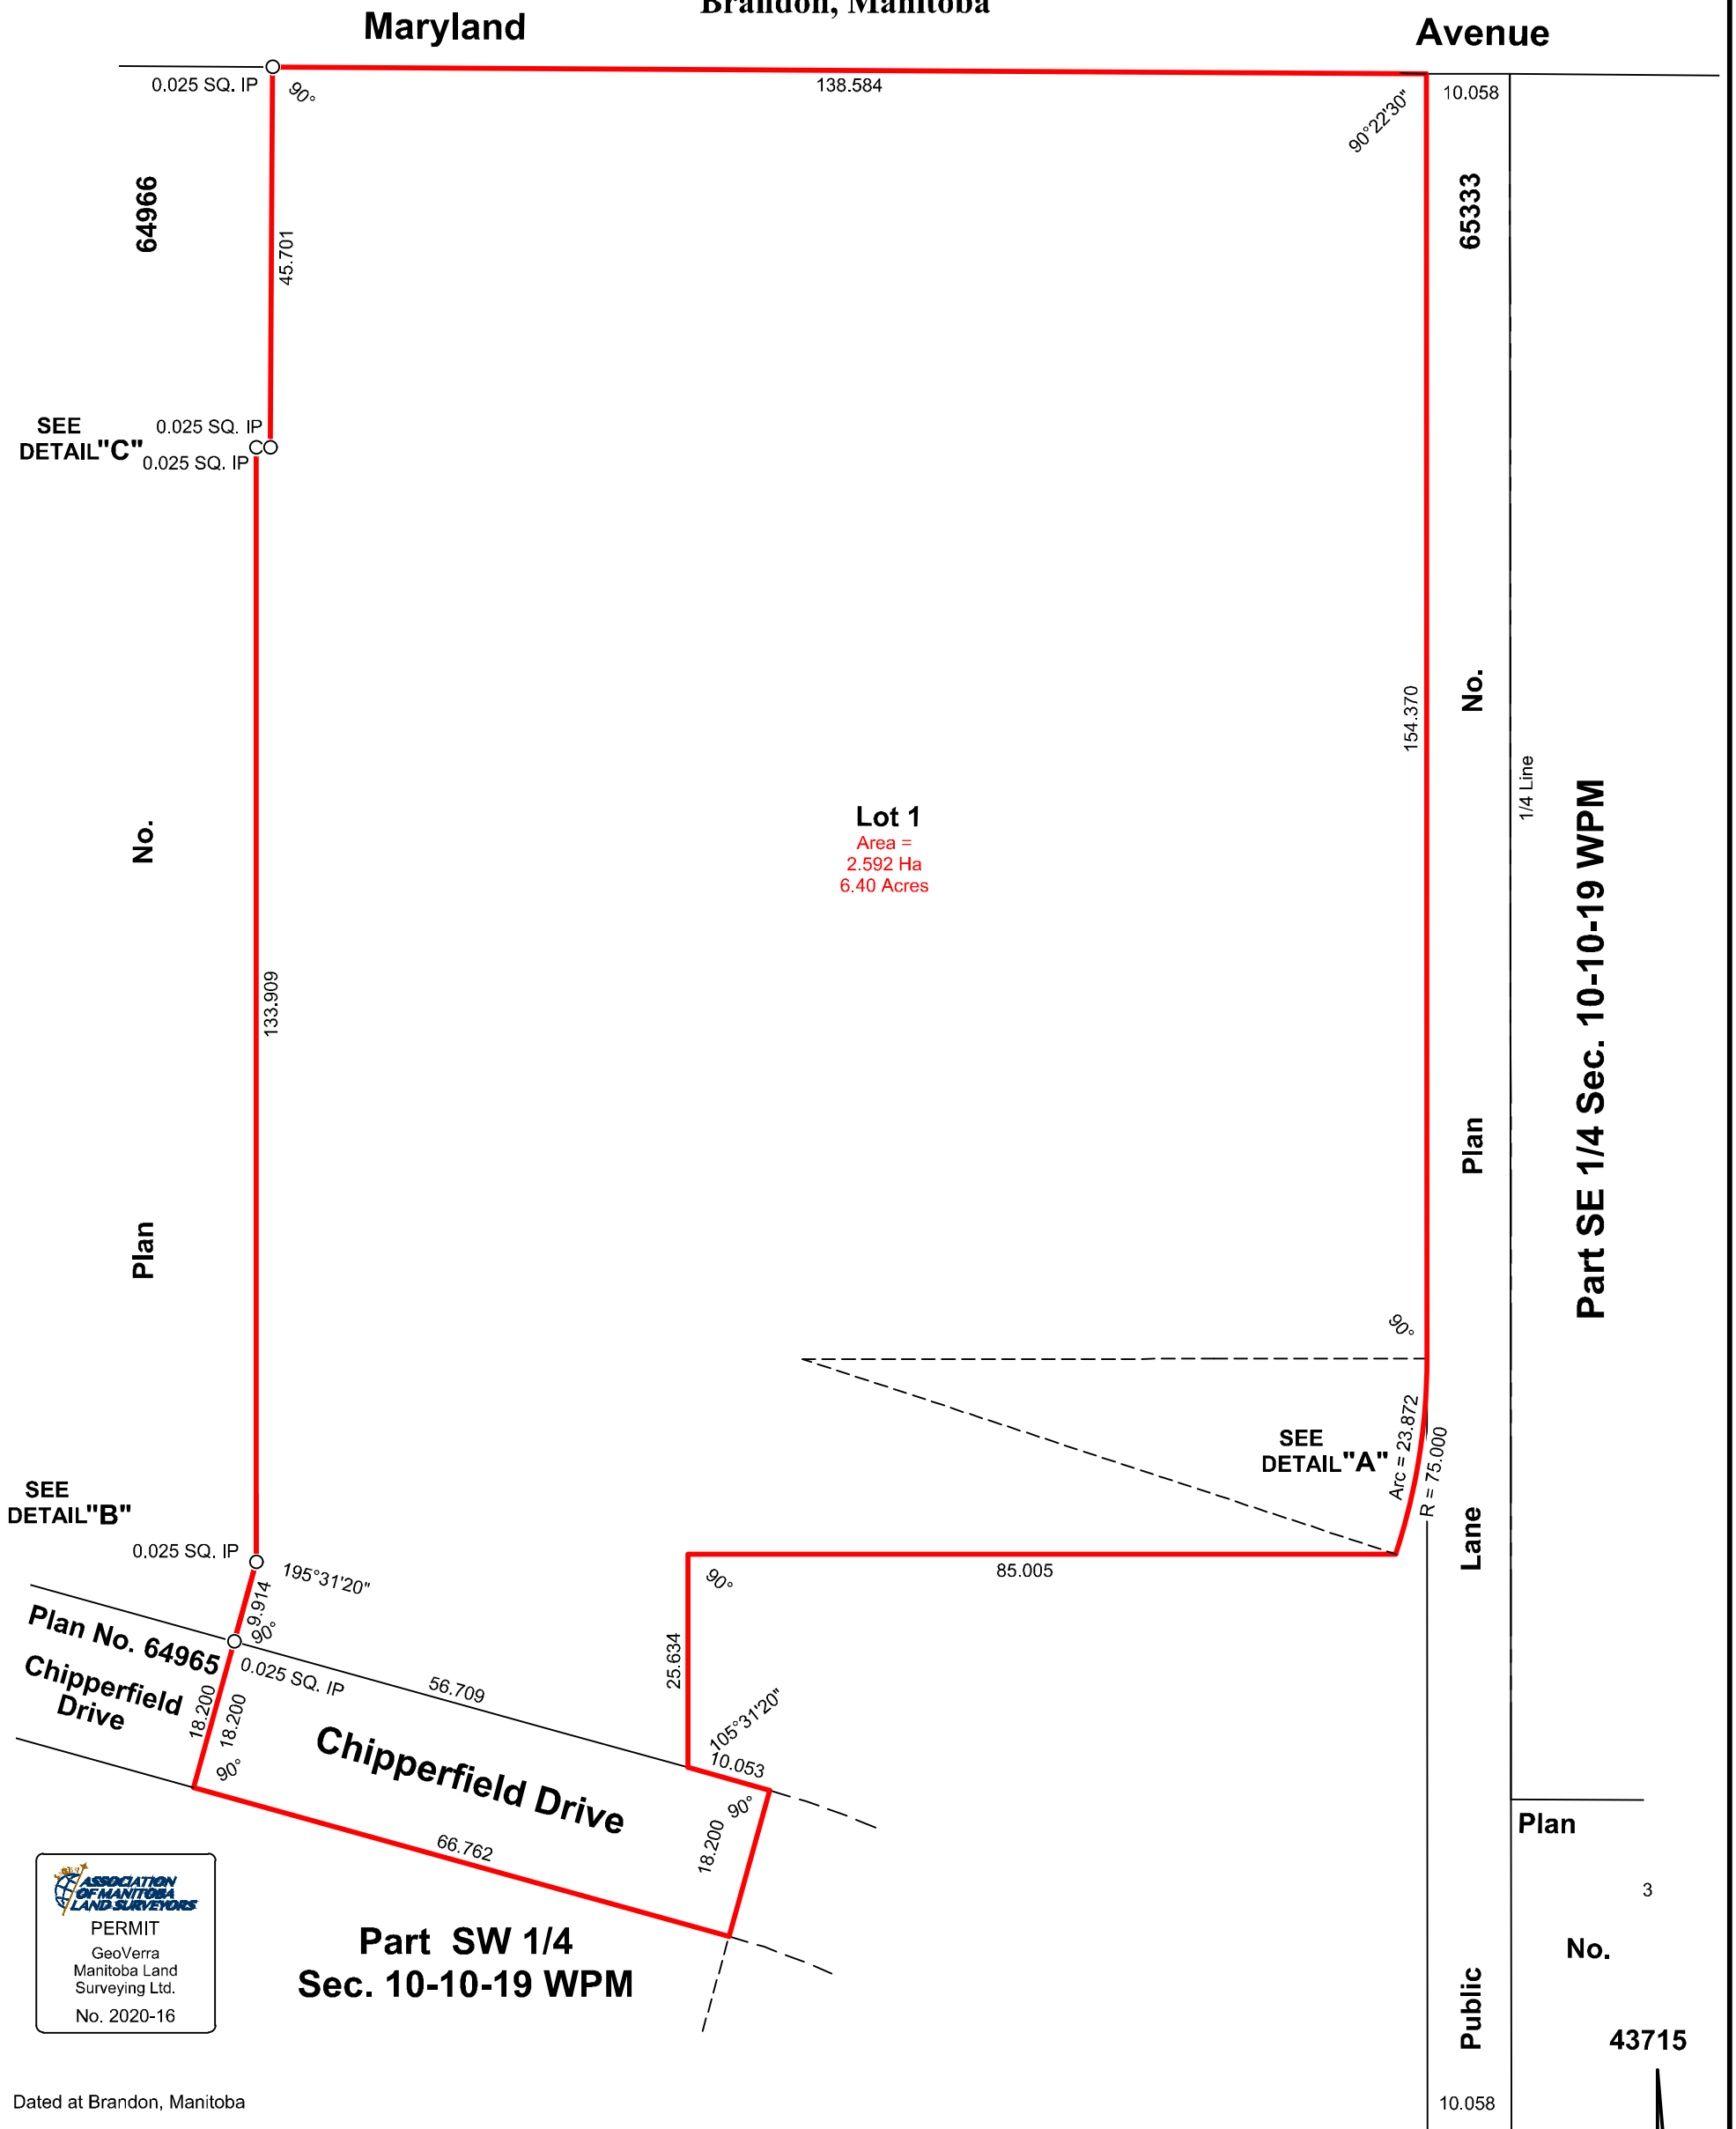 Brandon, Manitoba
Maryland
Avenue
0.025 SQ. IP
90°
138.584
90°22'30"
10.058
64966
45.701
65333
SEE
DETAIL"C"
0.025 SQ. IP
0.025 SQ. IP
No.
154.370
1/4 Line
Lot 1
Area =
2.592 Ha
6.40 Acres
No.
Part SE 1/4 Sec. 10-10-19 WPM
133.909
Plan
Plan
90°
SEE
DETAIL"A"
Arc = 23.872
R = 75.000
SEE
DETAIL"B"
0.025 SQ. IP
195°31'20"
9.914
90°
85.005
90°
Lane
Plan No. 64965
Chipperfield
Drive
0.025 SQ. IP
56.709
25.634
105°31'20"
10.053
18.200
18.200
90°
Chipperfield Drive
90°
18.200
66.762
Plan
3
No.
43715
Public
10.058
ASSOCIATION
OF MANITOBA
LAND SURVEYORS
PERMIT
GeoVerra
Manitoba Land
Surveying Ltd.
No. 2020-16
Part SW 1/4
Sec. 10-10-19 WPM
Dated at Brandon, Manitoba